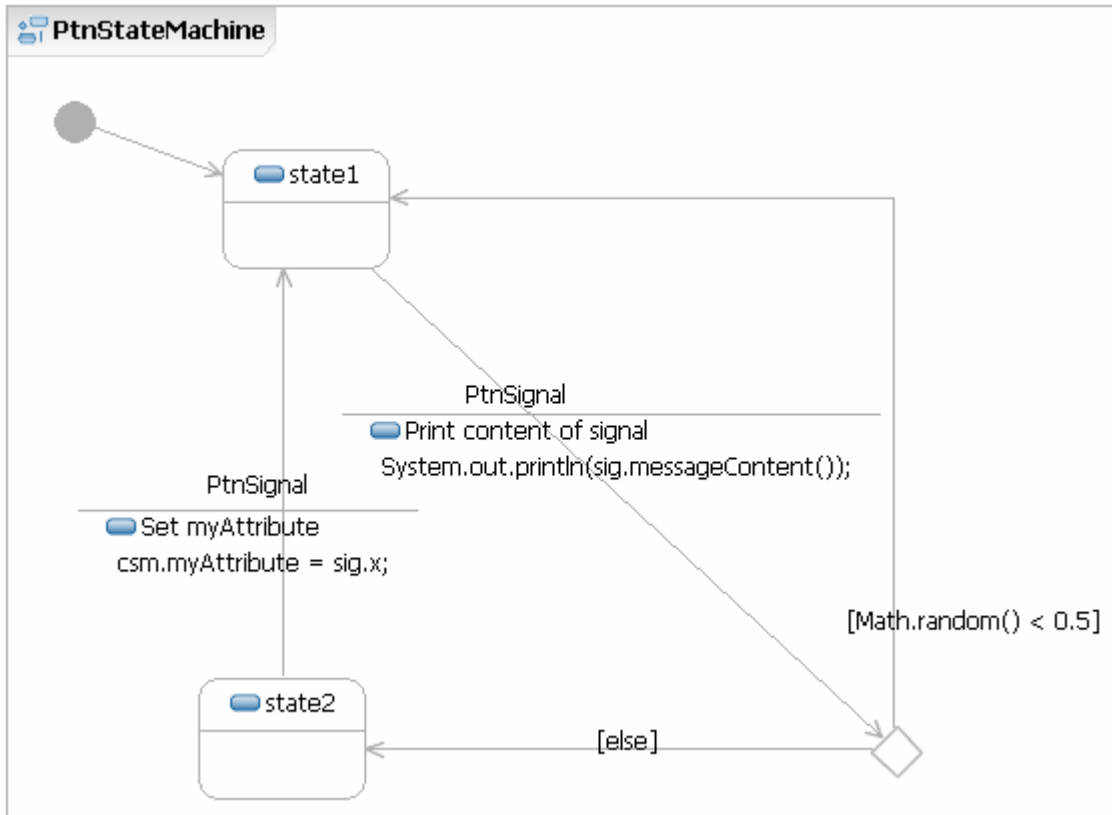 PtnStateMachine
state1
PtnSignal
Print content of signal
System.out.println(sig.messageContent());
PtnSignal
Set myAttribute
csm.myAttribute = sig.x;
[Math.random() < 0.5]
state2
[else]